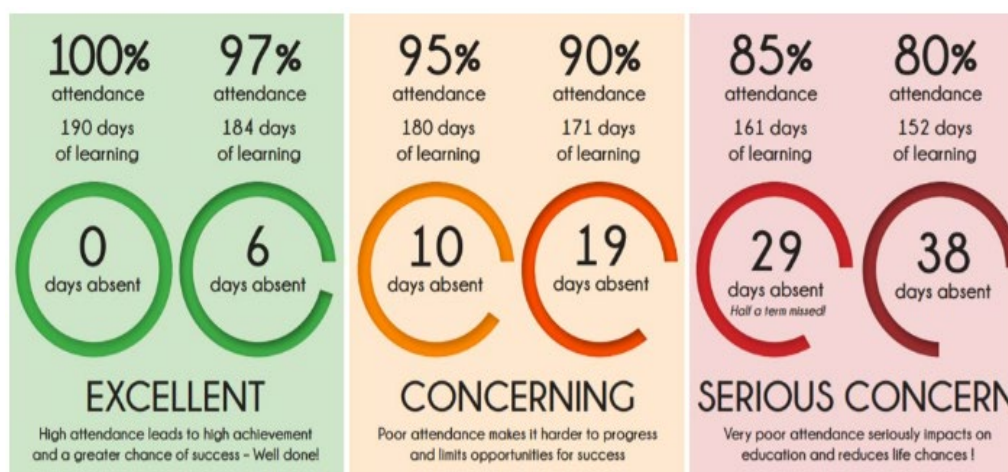 100%
attendance
190 days
of learning
0
days absent
97%
attendance
184 days
of learning
6
days absent
EXCELLENT
High attendance leads to high achievement
and a greater chance of success - Well done!
95%
attendance
180 days
of learning
10
days absent
90%
attendance
171 days
of learning
19
days absent
CONCERNING
Poor attendance makes it harder to progress
and limits opportunities for success
85%
attendance
161 days
of learning
29
days absent
Half a term missed!
80%
attendance
152 days
of learning
38
days absent
SERIOUS CONCERN
Very poor attendance seriously impacts on
education and reduces life chances !